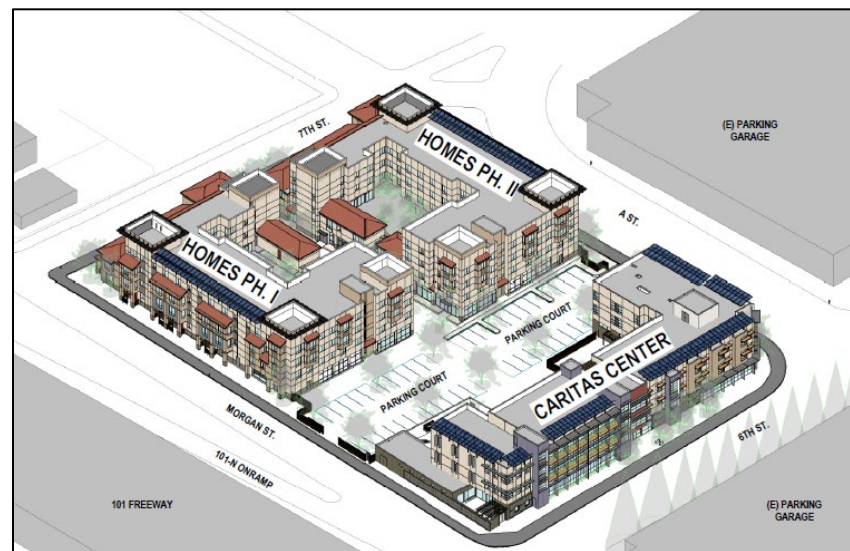 7TH ST.
(E) PARKING
GARAGE
HOMES PH. II
A ST.
HOMES PH. I
PARKING COURT
PARKING COURT
CARITAS CENTER
MORGAN ST.
6TH ST.
101-N ONRAMP
101 FREEWAY
(E) PARKING
GARAGE